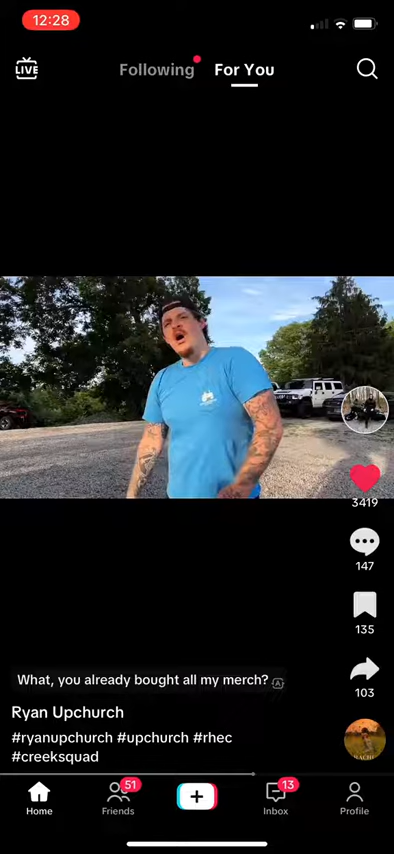 12:28
LIVE
Following For You
3419
147
135
103
What, you already bought all my merch?
Ryan Upchurch
#ryanupchurch #upchurch #rhec
#creeksquad
51
13
Home Friends Inbox Profile